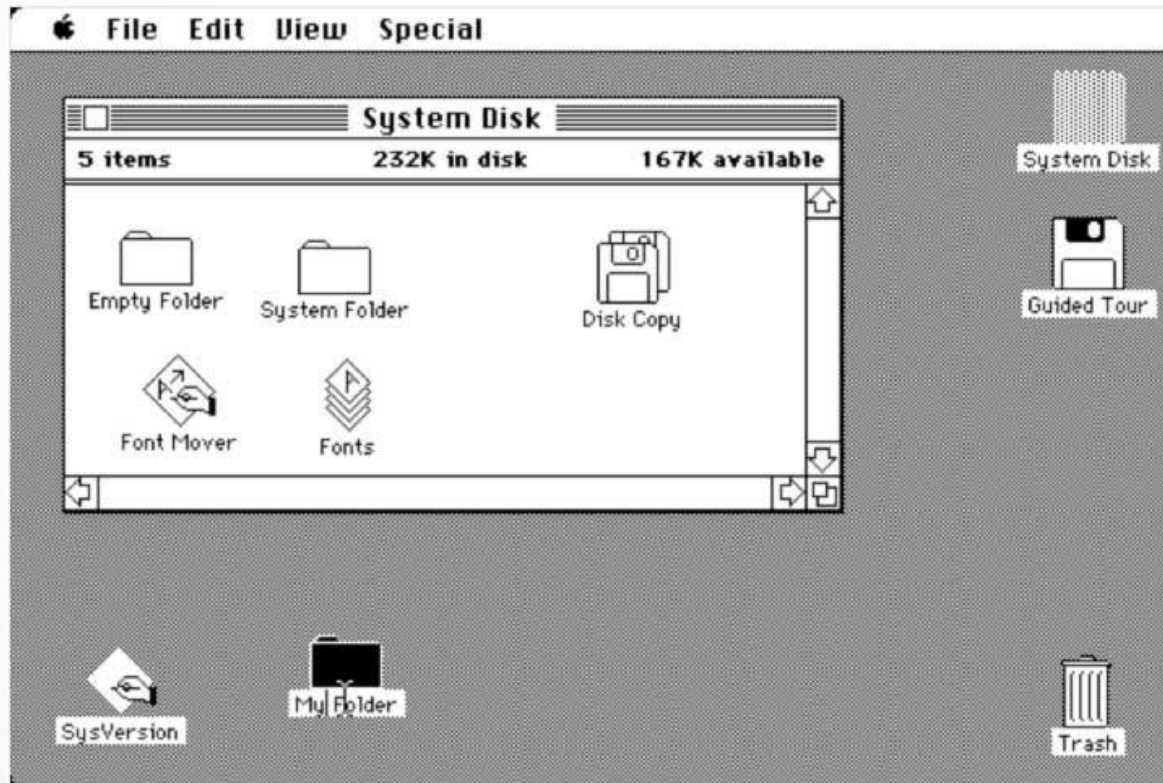 File Edit View Special
System Disk
5 items 232K in disk 167K available
System Disk
Guided Tour
Empty Folder
System Folder
Disk Copy
Font Mover
Fonts
SysVersion
My Folder
Trash